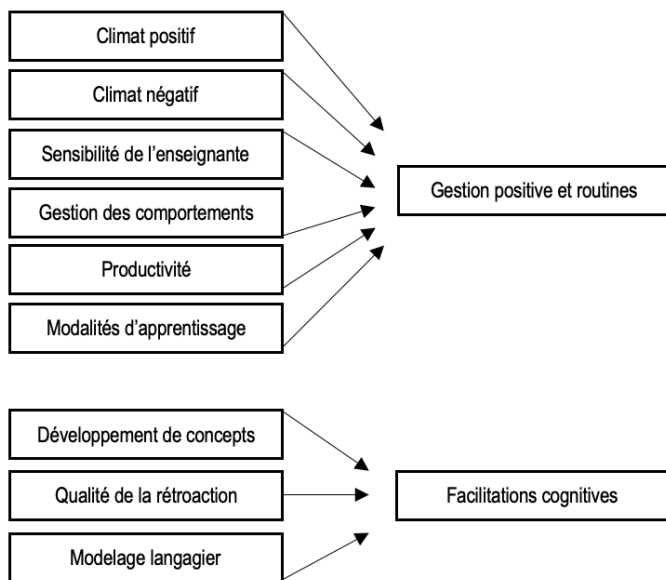 Climat positif
Climat négatif
Sensibilité de l’enseignante
Gestion des comportements
Productivité
Modalités d’apprentissage
Gestion positive et routines
Développement de concepts
Qualité de la rétroaction
Modelage langagier
Facilitations cognitives